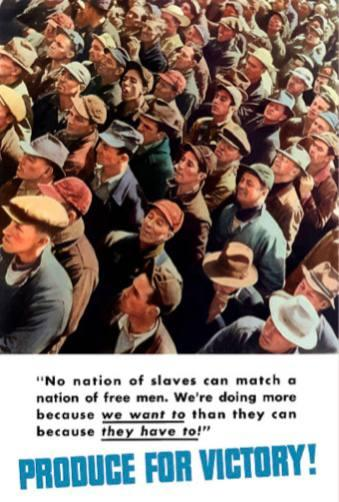 "No nation of slaves can match a
nation of free men. We're doing more
because we want to than they can
because they have to!"
PRODUCE FOR VICTORY!